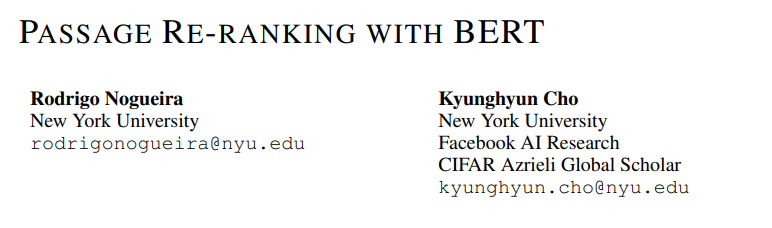 PASSAGE RE-RANKING WITH BERT
Rodrigo Nogueira
New York University
rodrigonogueira@nyu.edu
Kyunghyun Cho
New York University
Facebook AI Research
CIFAR Azrieli Global Scholar
kyunghyun.cho@nyu.edu